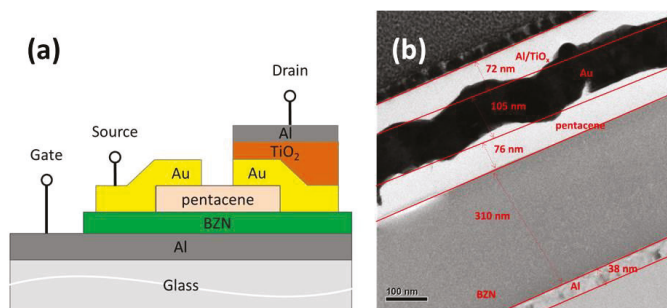 (a)
Drain
Source
Al
Gate
TiO2
Au
Au
pentacene
BZN
Al
Glass
(b)
Al/TiOx
72 nm
Au
105 nm
pentacene
76 nm
310 nm
38 nm
Al
BZN
100 nm